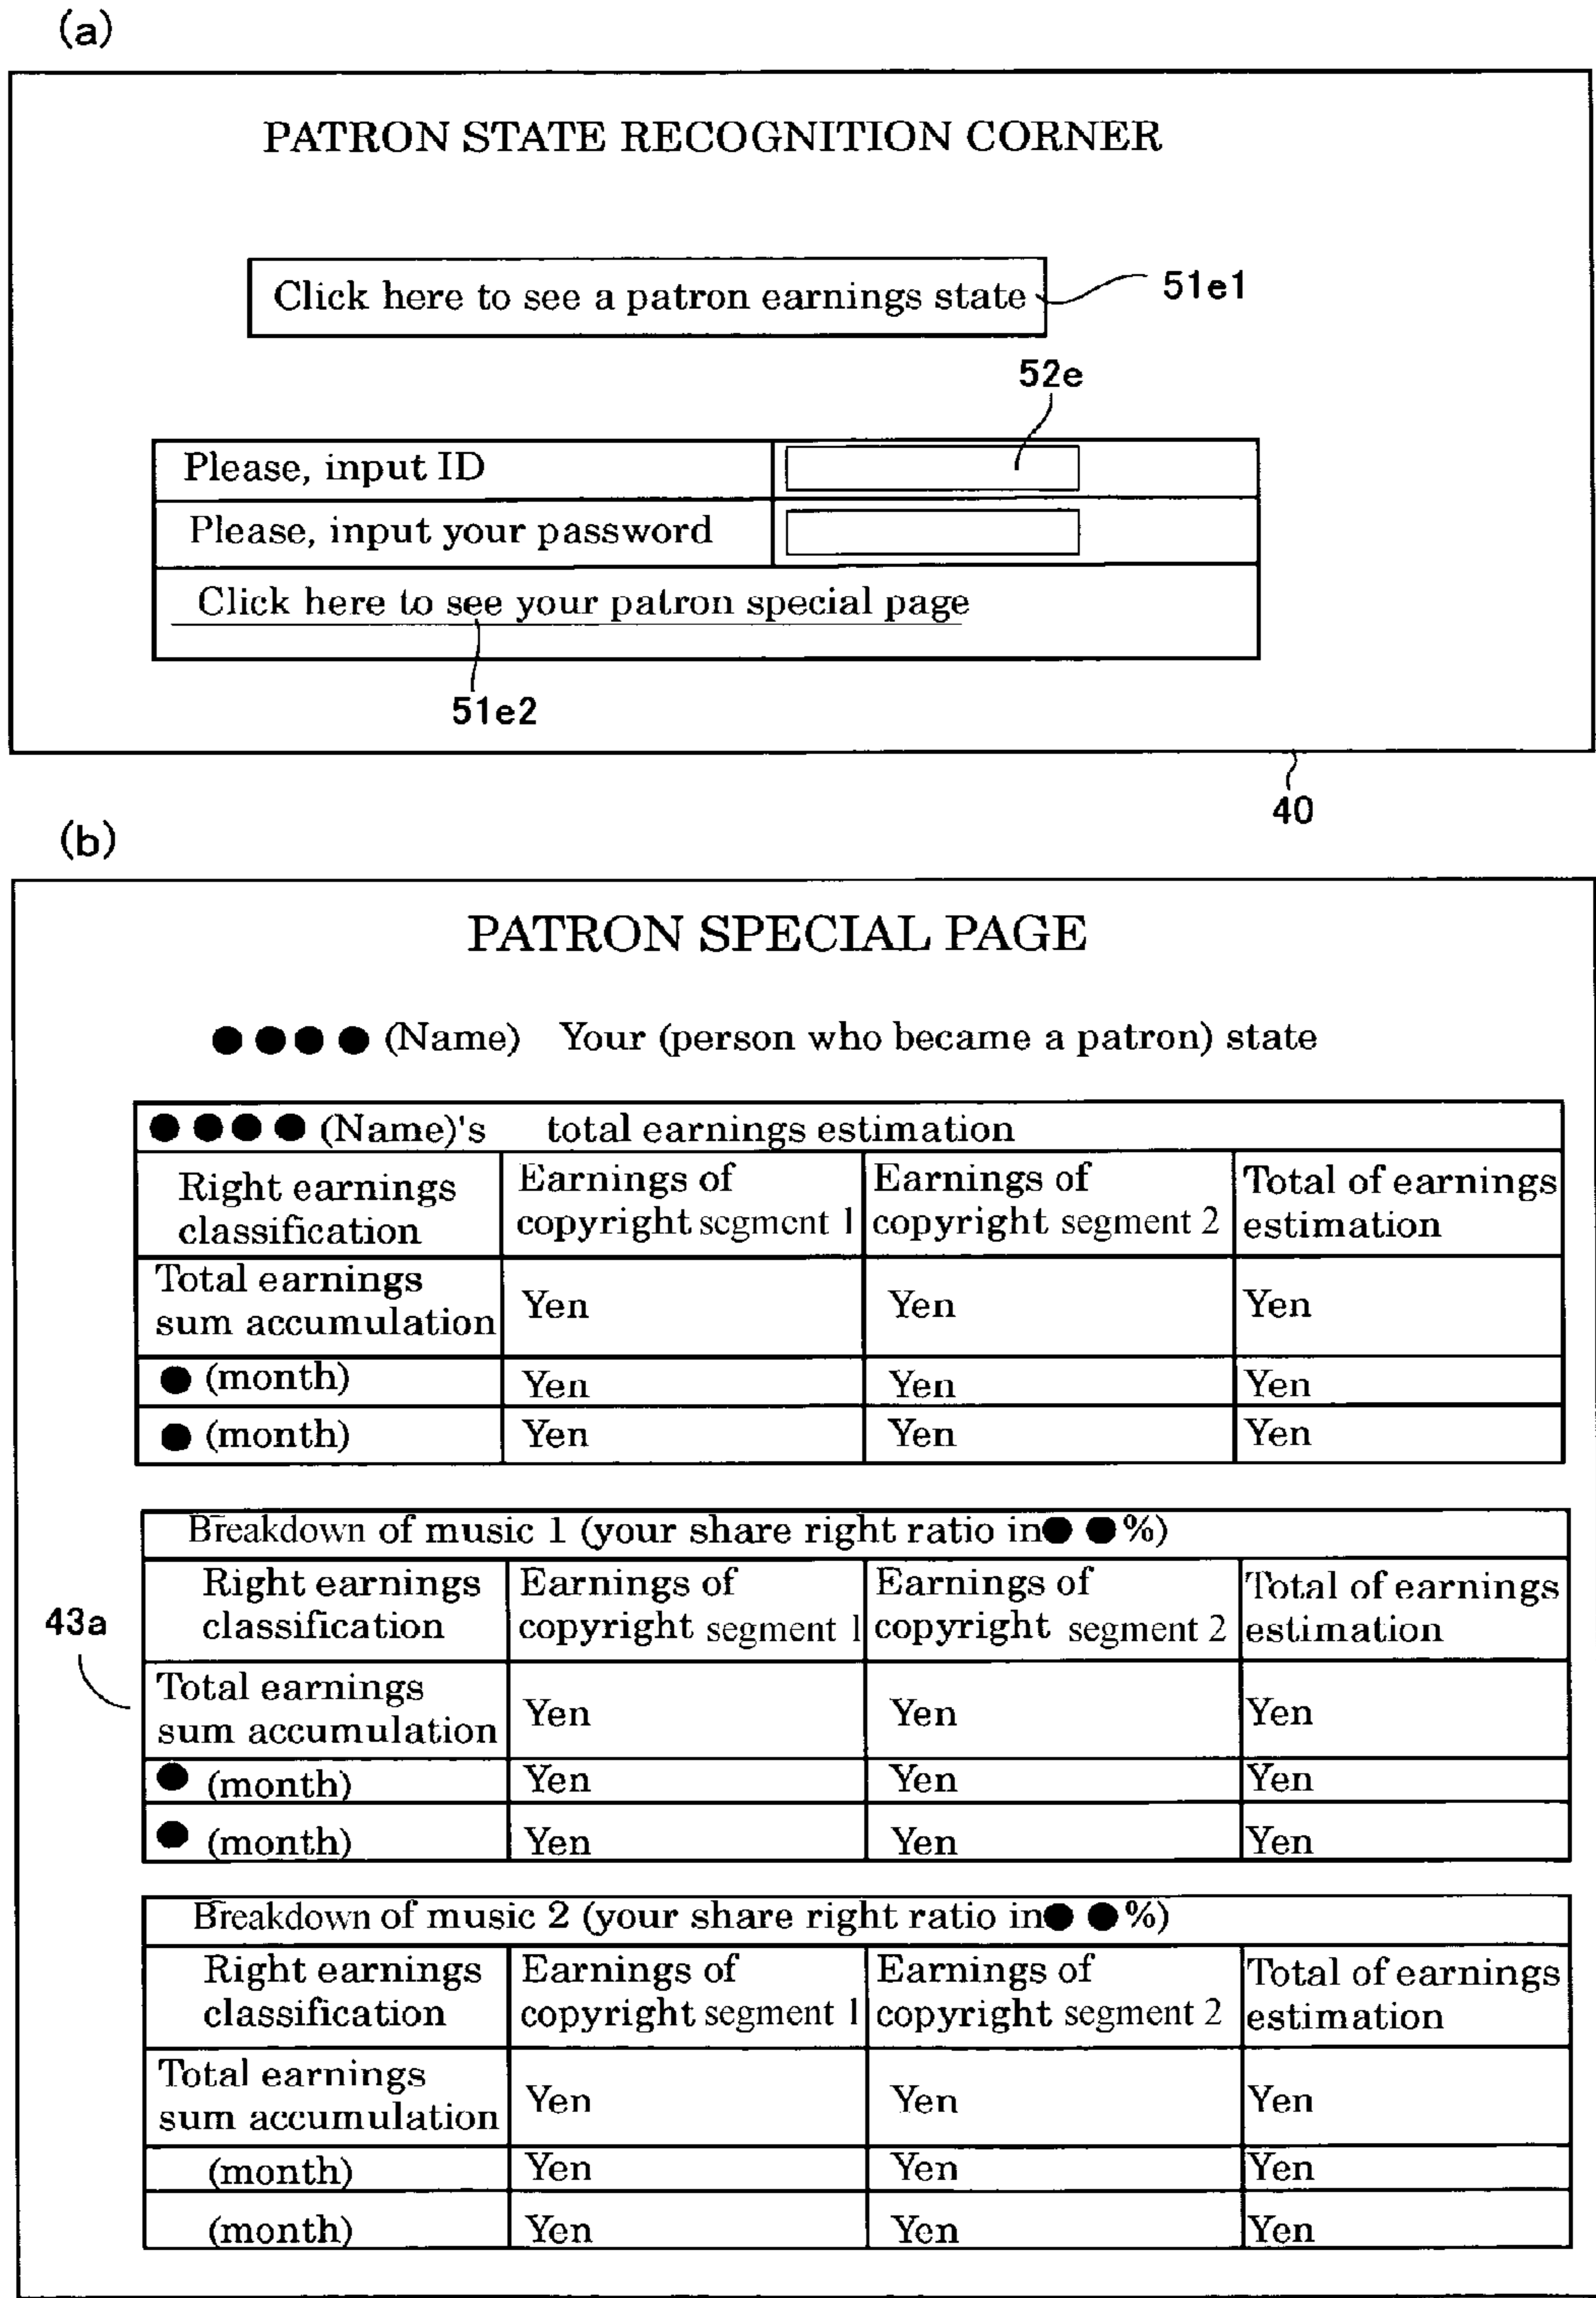 (a)
PATRON STATE RECOGNITION CORNER
Click here to see a patron earnings state
51e1
52e
Please, input ID
Please, input your password
Click here to see your patron special page
51e2
40
(b)
PATRON SPECIAL PAGE
●●●● (Name) Your (person who became a patron) state
●●●● (Name)'s total earnings estimation
Right earnings classification
Earnings of copyright segment 1
Earnings of copyright segment 2
Total of earnings estimation
Total earnings sum accumulation
Yen
Yen
Yen
● (month)
Yen
Yen
Yen
● (month)
Yen
Yen
Yen
43a
Breakdown of music 1 (your share right ratio in●●%)
Right earnings classification
Earnings of copyright segment 1
Earnings of copyright segment 2
Total of earnings estimation
Total earnings sum accumulation
Yen
Yen
Yen
● (month)
Yen
Yen
Yen
● (month)
Yen
Yen
Yen
Breakdown of music 2 (your share right ratio in●●%)
Right earnings classification
Earnings of copyright segment 1
Earnings of copyright segment 2
Total of earnings estimation
Total earnings sum accumulation
Yen
Yen
Yen
(month)
Yen
Yen
Yen
(month)
Yen
Yen
Yen